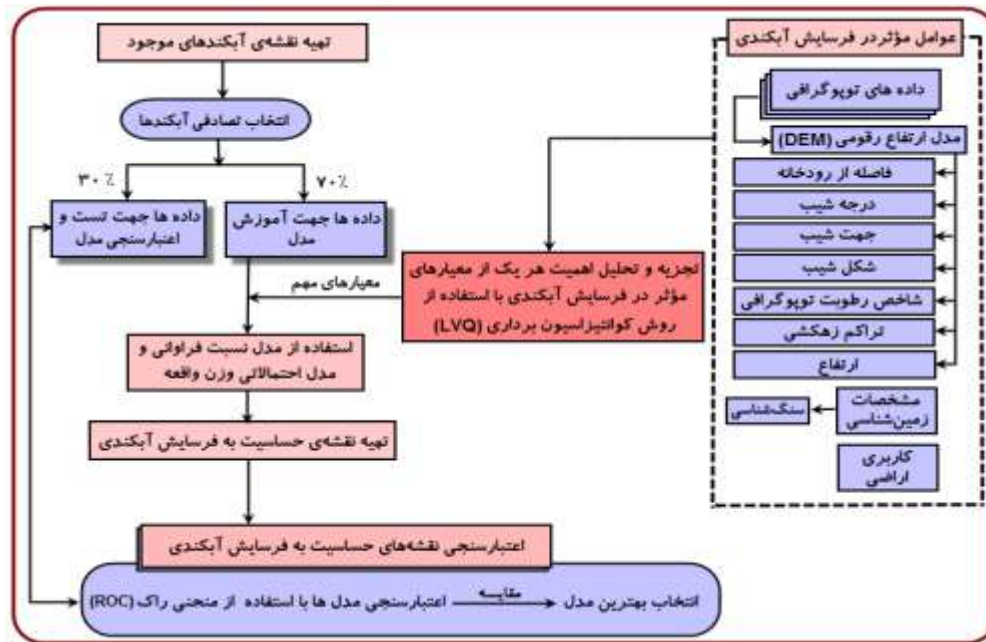 تهیه نقشه‌ی آبکندهای موجود
انتخاب تصادفی آبکندها
۳۰ ٪
۷۰٪
داده ها جهت تست و
اعتبارسنجی مدل
داده ها جهت آموزش
مدل
معیارهای مهم
تجزیه و تحلیل اهمیت هر یک از معیارهای
مؤثر در فرسایش آبکندی با استفاده از
روش کوانتیزاسیون برداری (LVQ)
عوامل مؤثردر فرسایش آبکندی
داده های توپوگرافی
مدل ارتفاع رقومی (DEM)
فاصله از رودخانه
درجه شیب
جهت شیب
شکل شیب
شاخص رطوبت توپوگرافی
تراکم زهکشی
ارتفاع
مشخصات
زمین‌شناسی
سنگ‌شناسی
کاربری
اراضی
استفاده از مدل نسبت فراوانی و
مدل احتمالاتی وزن واقعه
تهیه نقشه‌ی حساسیت به فرسایش آبکندی
اعتبارسنجی نقشه‌های حساسیت به فرسایش آبکندی
اعتبارسنجی مدل ها با استفاده از منحنی راک (ROC)
مقایسه
انتخاب بهترین مدل